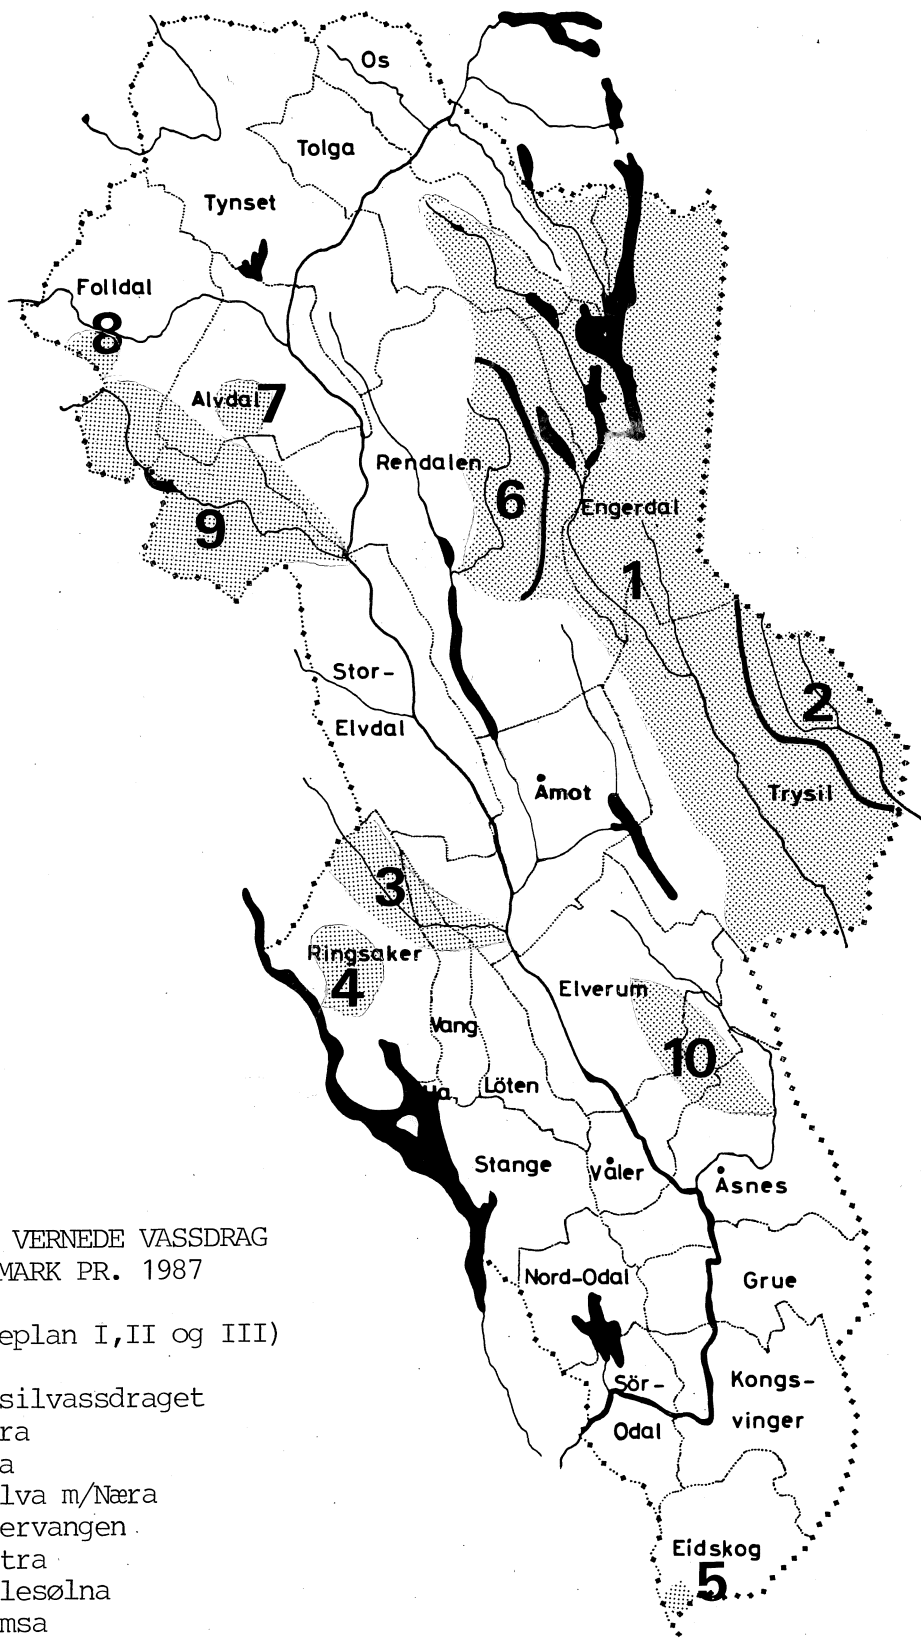 Os
Tolga
Tynset
Folldal
8
Alvdal 7
Rendalen
6
Engerdal
9
1
Stor-
Elvdal
2
Åmot
Trysil
3
Ringsaker
4
Elverum
Vang
10
Löten
Stange
Våler
Åsnes
Nord-Odal
Grue
Sör-
Odal
Kongs-
vinger
Eidskog
5
VERNEDE VASSDRAG
MARK PR. 1987
eplan I, II og III)
silvassdraget
ra
a
lva m/Næra
ervangen
tra
lesølna
msa